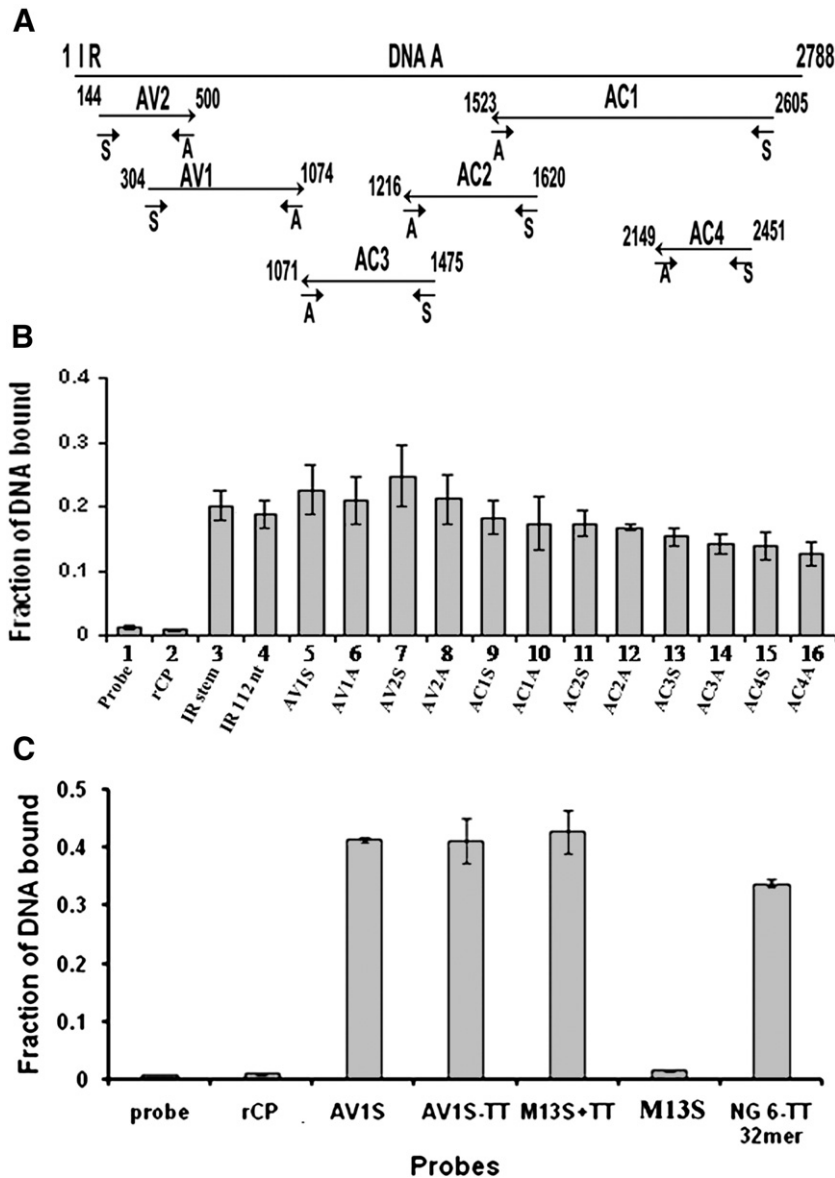 A
1 I R DNA A 2788
144 AV2 500 1523 AC1 2605
S A A S
304 AV1 1074 1216 AC2 1620
S A A S
2149 AC4 2451
A S
1071 AC3 1475
A S
B
Fraction of DNA bound
0.4
0.3
0.2
0.1
0
1 2 3 4 5 6 7 8 9 10 11 12 13 14 15 16
Probe rCP IR stem IR 112 nt AV1S AV1A AV2S AV2A AC1S AC1A AC2S AC2A AC3S AC3A AC4S AC4A
C
Fraction of DNA bound
0.5
0.4
0.3
0.2
0.1
0
probe rCP AV1S AV1S-TT M13S+TT M13S NG 6-TT
32mer
Probes